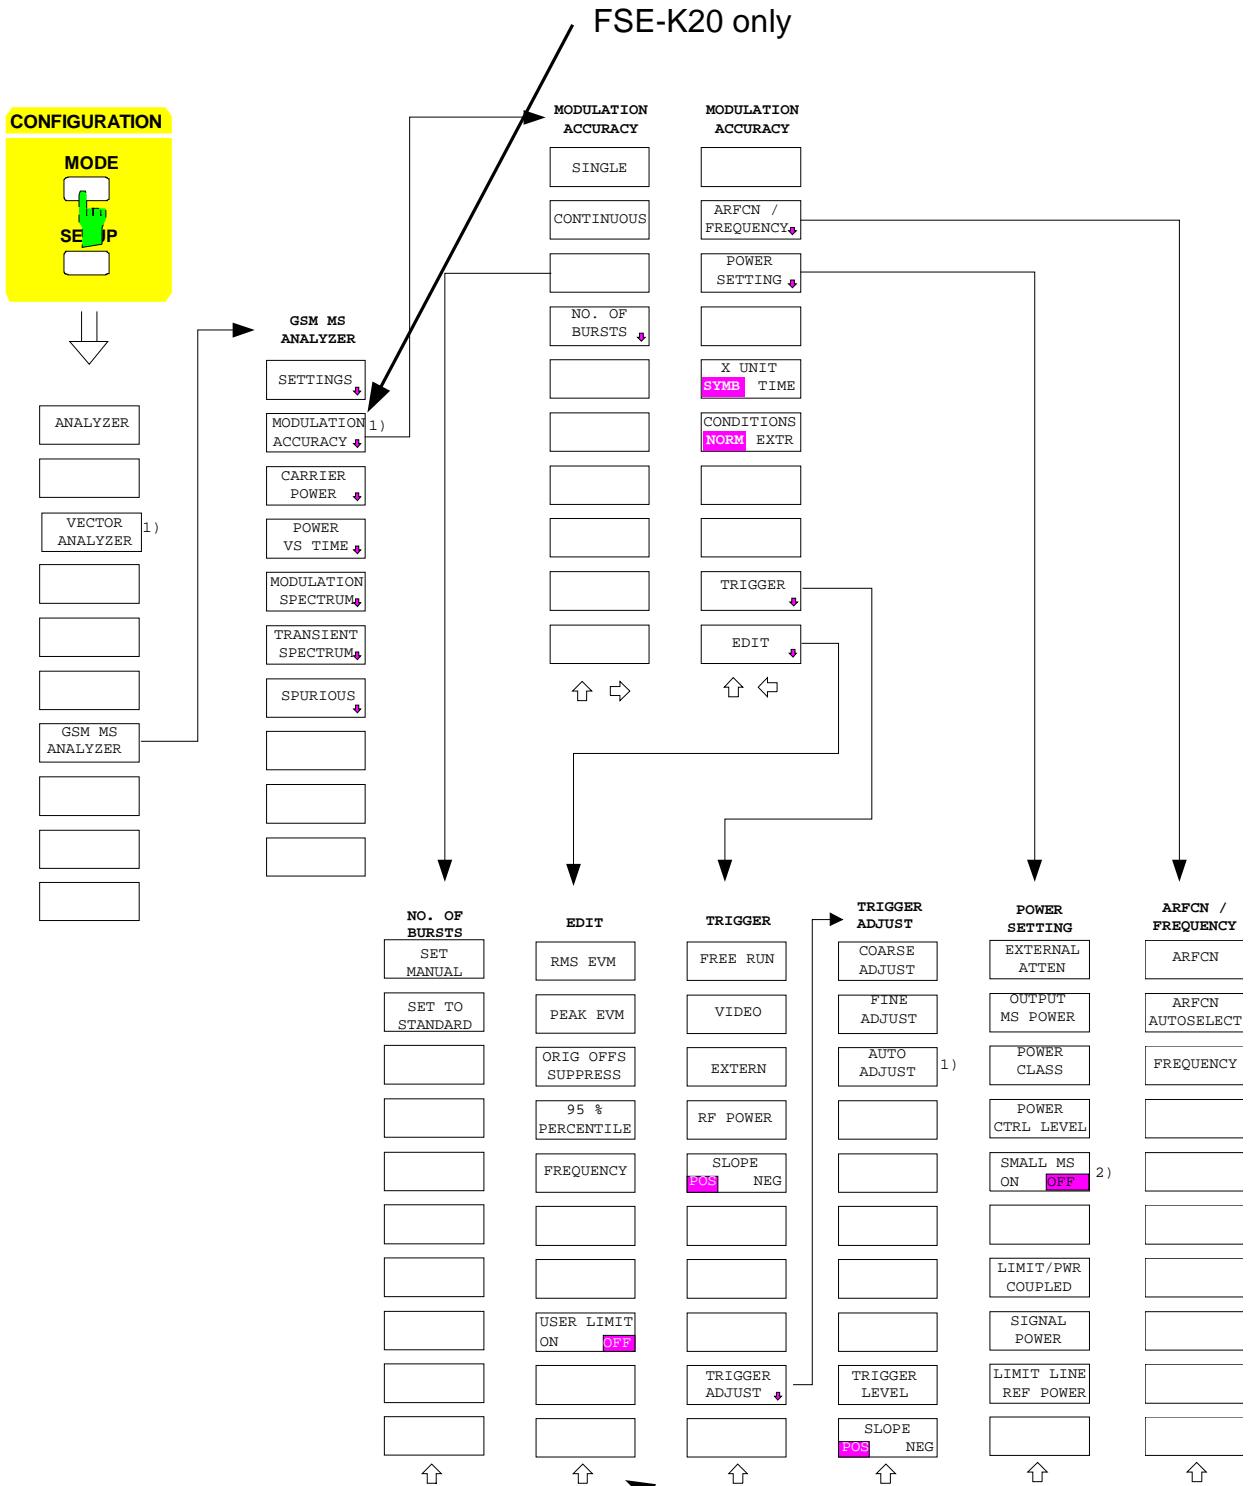 FSE-K20 only
CONFIGURATION
MODE
SETUP
ANALYZER
VECTOR
ANALYZER
1)
GSM MS
ANALYZER
GSM MS
ANALYZER
SETTINGS
MODULATION
ACCURACY
1)
CARRIER
POWER
POWER
VS TIME
MODULATION
SPECTRUM
TRANSIENT
SPECTRUM
SPURIOUS
MODULATION
ACCURACY
SINGLE
CONTINUOUS
NO. OF
BURSTS
MODULATION
ACCURACY
ARFCN /
FREQUENCY
POWER
SETTING
X UNIT
SYMB TIME
CONDITIONS
NORM EXTR
TRIGGER
EDIT
NO. OF
BURSTS
SET
MANUAL
SET TO
STANDARD
EDIT
RMS EVM
PEAK EVM
ORIG OFFS
SUPPRESS
95 %
PERCENTILE
FREQUENCY
USER LIMIT
ON OFF
TRIGGER
FREE RUN
VIDEO
EXTERN
RF POWER
SLOPE
POS NEG
TRIGGER
ADJUST
TRIGGER
ADJUST
COARSE
ADJUST
FINE
ADJUST
AUTO
ADJUST
1)
TRIGGER
LEVEL
SLOPE
POS NEG
POWER
SETTING
EXTERNAL
ATTEN
OUTPUT
MS POWER
POWER
CLASS
POWER
CTRL LEVEL
SMALL MS
ON OFF
2)
LIMIT/PWR
COUPLED
SIGNAL
POWER
LIMIT LINE
REF POWER
ARFCN /
FREQUENCY
ARFCN
ARFCN
AUTOSELECT
FREQUENCY